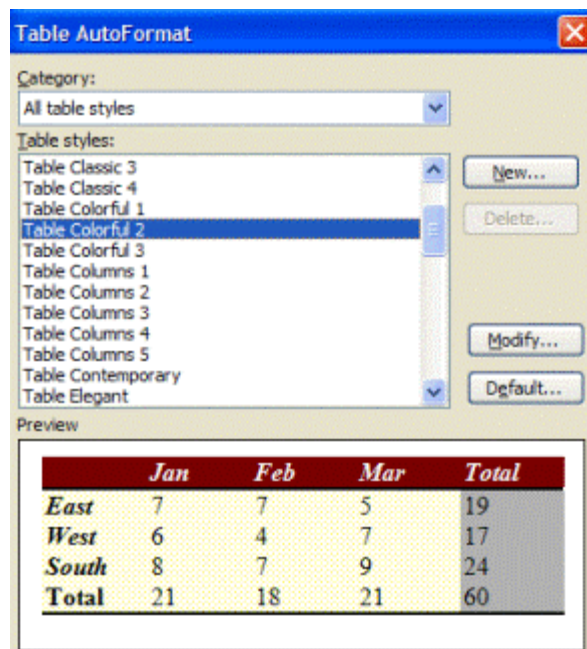 Table AutoFormat
Category:
All table styles
Table styles:
Table Classic 3
Table Classic 4
Table Colorful 1
Table Colorful 2
Table Colorful 3
Table Columns 1
Table Columns 2
Table Columns 3
Table Columns 4
Table Columns 5
Table Contemporary
Table Elegant
New...
Delete...
Modify...
Default...
Preview
Jan Feb Mar Total
East 7 7 5 19
West 6 4 7 17
South 8 7 9 24
Total 21 18 21 60